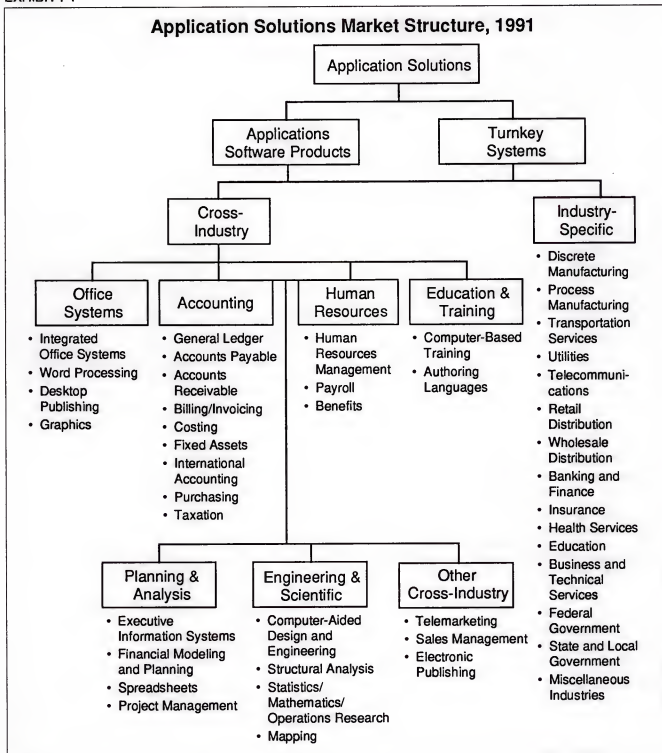 Application Solutions Market Structure, 1991
Application Solutions
Applications
Software Products
Turnkey
Systems
Cross-
Industry
Industry-
Specific
• Discrete
Manufacturing
• Process
Manufacturing
• Transportation
Services
• Utilities
• Telecommuni-
cations
• Retail
Distribution
• Wholesale
Distribution
• Banking and
Finance
• Insurance
• Health Services
• Education
• Business and
Technical
Services
• Federal
Government
• State and Local
Government
• Miscellaneous
Industries
Office
Systems
• Integrated
Office Systems
• Word Processing
• Desktop
Publishing
• Graphics
Accounting
• General Ledger
• Accounts Payable
• Accounts
Receivable
• Billing/Invoicing
• Costing
• Fixed Assets
• International
Accounting
• Purchasing
• Taxation
Human
Resources
• Human
Resources
Management
• Payroll
• Benefits
Education &
Training
• Computer-Based
Training
• Authoring
Languages
Planning &
Analysis
• Executive
Information Systems
• Financial Modeling
and Planning
• Spreadsheets
• Project Management
Engineering &
Scientific
• Computer-Aided
Design and
Engineering
• Structural Analysis
• Statistics/
Mathematics/
Operations Research
• Mapping
Other
Cross-Industry
• Telemarketing
• Sales Management
• Electronic
Publishing